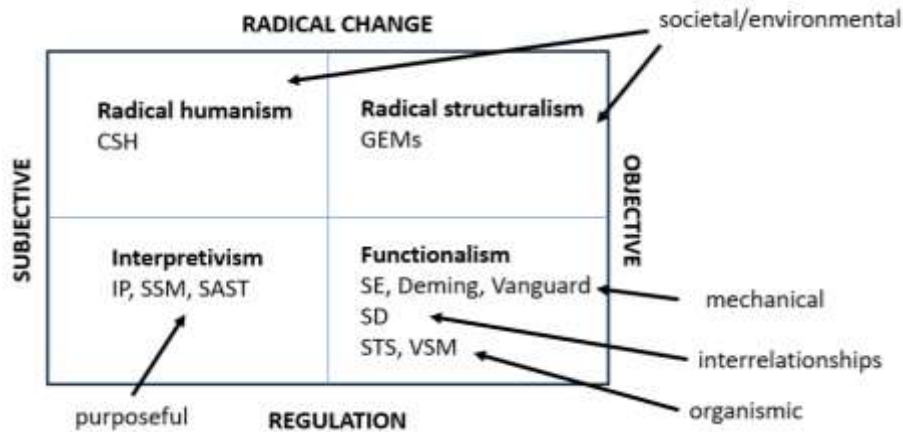 societal/environmental
RADICAL CHANGE
Radical humanism
CSH
Radical structuralism
GEMs
SUBJECTIVE
OBJECTIVE
Interpretivism
IP, SSM, SAST
Functionalism
SE, Deming, Vanguard
SD
STS, VSM
mechanical
interrelationships
organismic
purposeful
REGULATION